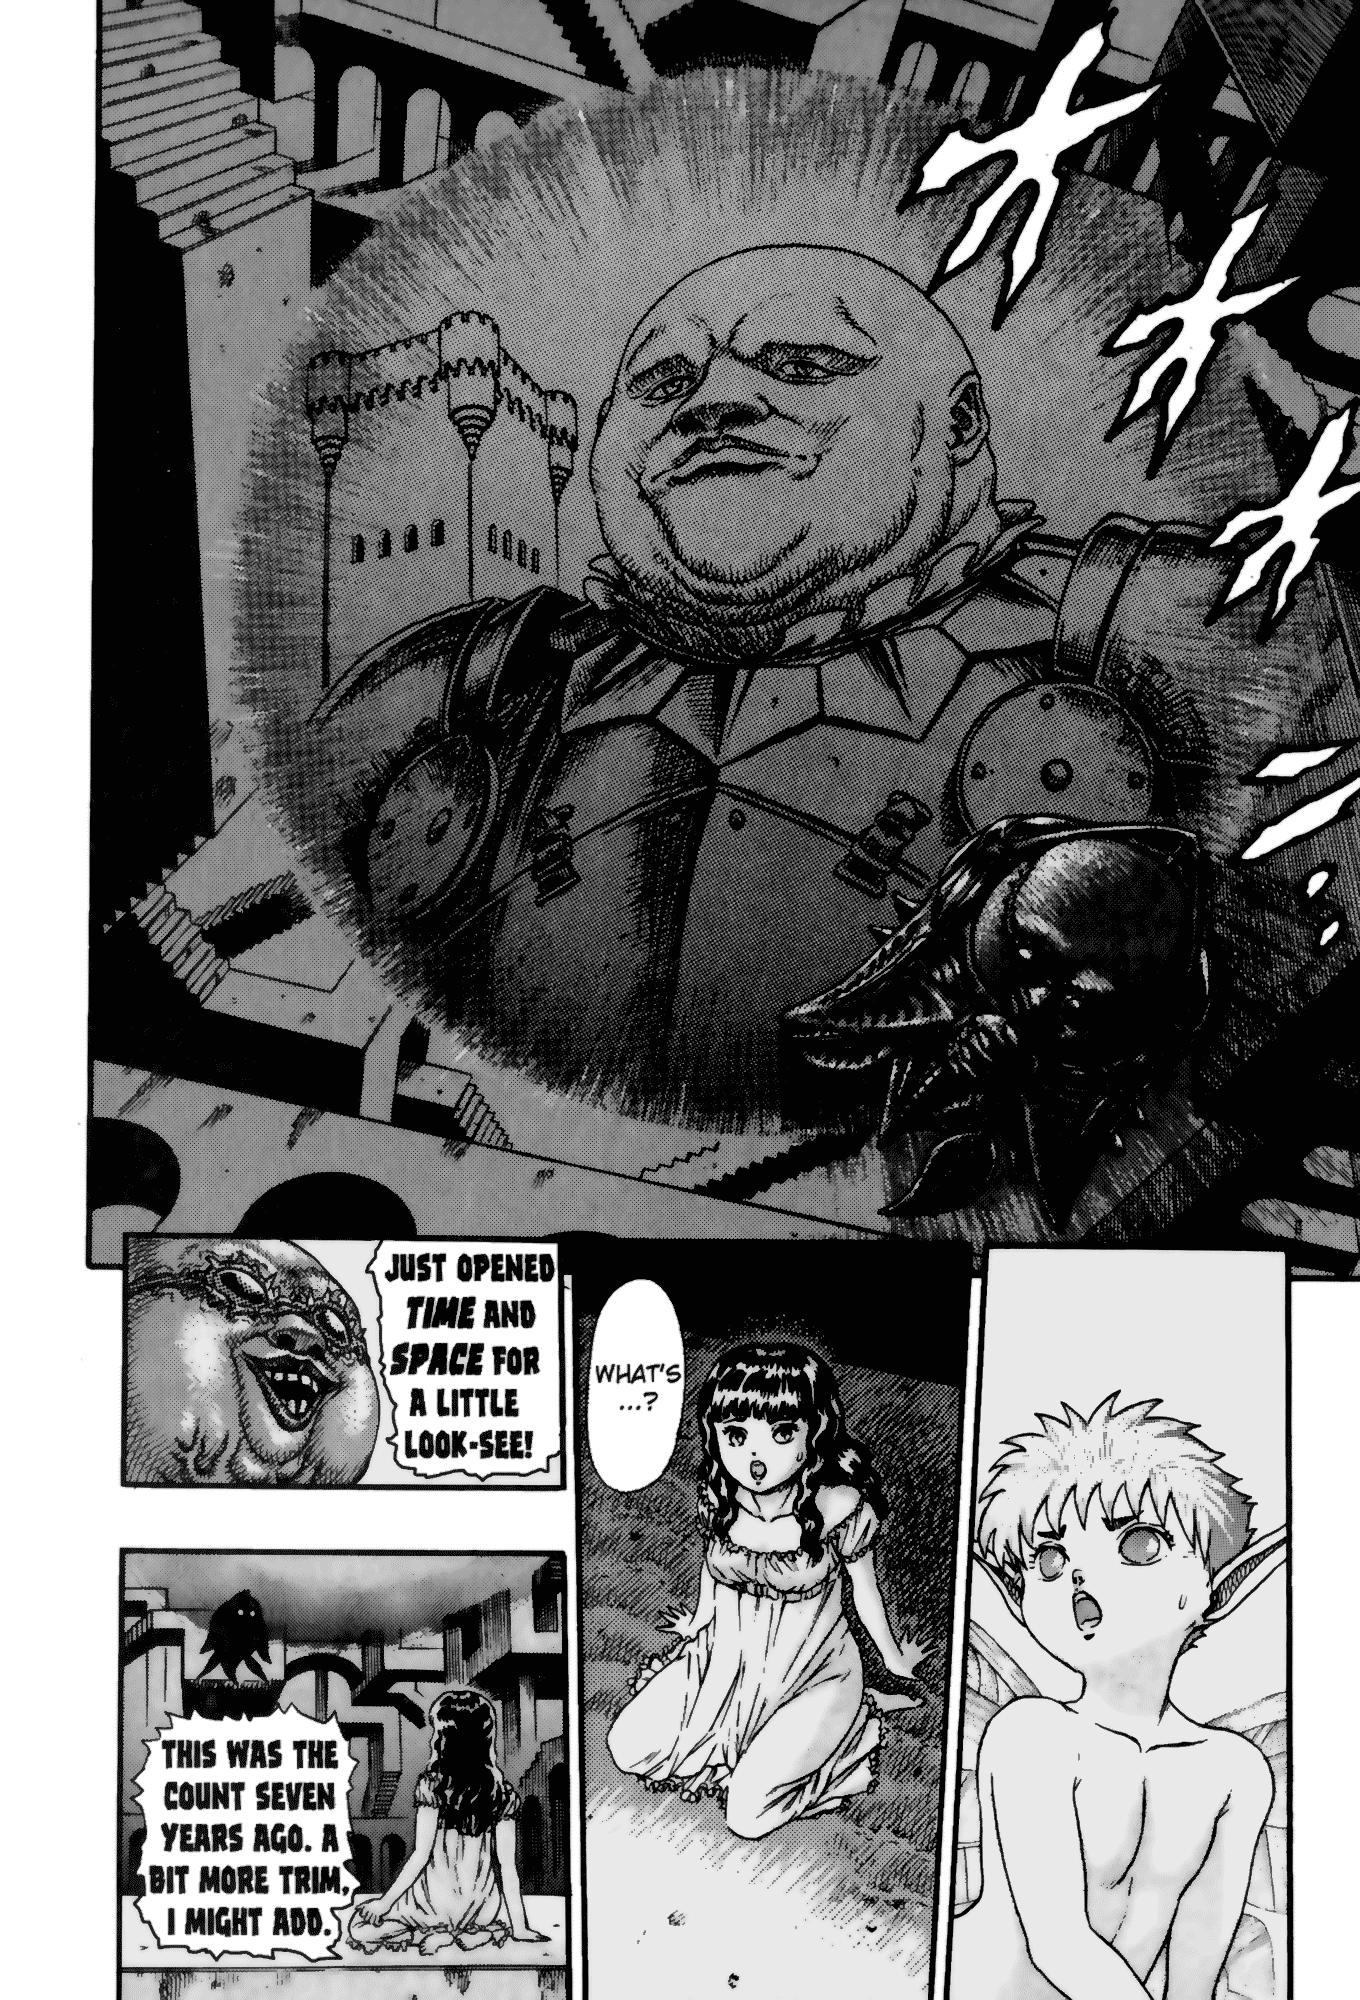 WHAT'S
...?
JUST OPENED
TIME AND
SPACE FOR
A LITTLE
LOOK-SEE!
THIS WAS THE
COUNT SEVEN
YEARS AGO. A
BIT MORE TRIM,
I MIGHT ADD.